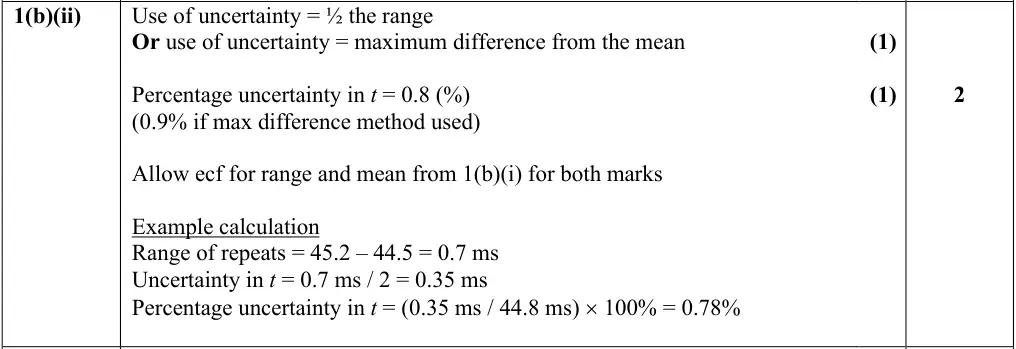 1(b)(ii) Use of uncertainty = ½ the range
Or use of uncertainty = maximum difference from the mean (1)
Percentage uncertainty in t = 0.8 (%) (1) 2
(0.9% if max difference method used)
Allow ecf for range and mean from 1(b)(i) for both marks
Example calculation
Range of repeats = 45.2 – 44.5 = 0.7 ms
Uncertainty in t = 0.7 ms / 2 = 0.35 ms
Percentage uncertainty in t = (0.35 ms / 44.8 ms) × 100% = 0.78%